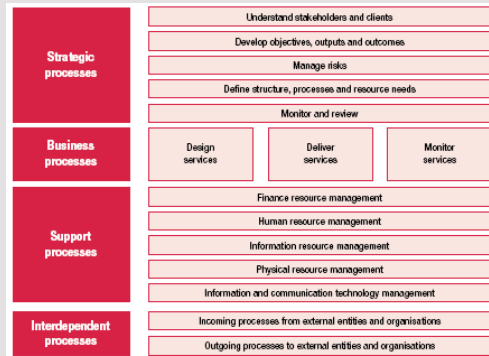 Strategic
processes
Understand stakeholders and clients
Develop objectives, outputs and outcomes
Manage risks
Define structure, processes and resource needs
Monitor and review
Business
processes
Design
services
Deliver
services
Monitor
services
Support
processes
Finance resource management
Human resource management
Information resource management
Physical resource management
Information and communication technology management
Interdependent
processes
Incoming processes from external entities and organisations
Outgoing processes to external entities and organisations